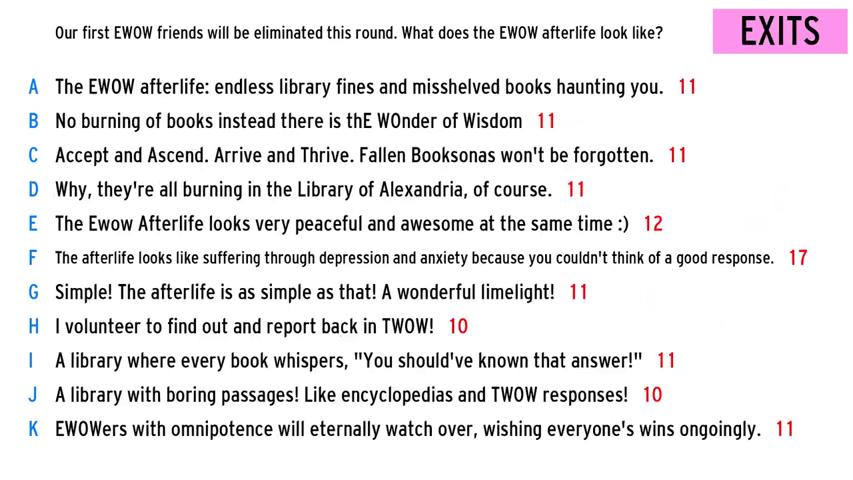 Our first EWOW friends will be eliminated this round. What does the EWOW afterlife look like?
EXITS
A The EWOW afterlife: endless library fines and misshelved books haunting you. 11
B No burning of books instead there is thE WOnder of Wisdom 11
C Accept and Ascend. Arrive and Thrive. Fallen Booksonas won't be forgotten. 11
D Why, they're all burning in the Library of Alexandria, of course. 11
E The Ewow Afterlife looks very peaceful and awesome at the same time :) 12
F The afterlife looks like suffering through depression and anxiety because you couldn't think of a good response. 17
G Simple! The afterlife is as simple as that! A wonderful limelight! 11
H I volunteer to find out and report back in TWOW! 10
I A library where every book whispers, "You should've known that answer!" 11
J A library with boring passages! Like encyclopedias and TWOW responses! 10
K EWOWers with omnipotence will eternally watch over, wishing everyone's wins ongoingly. 11